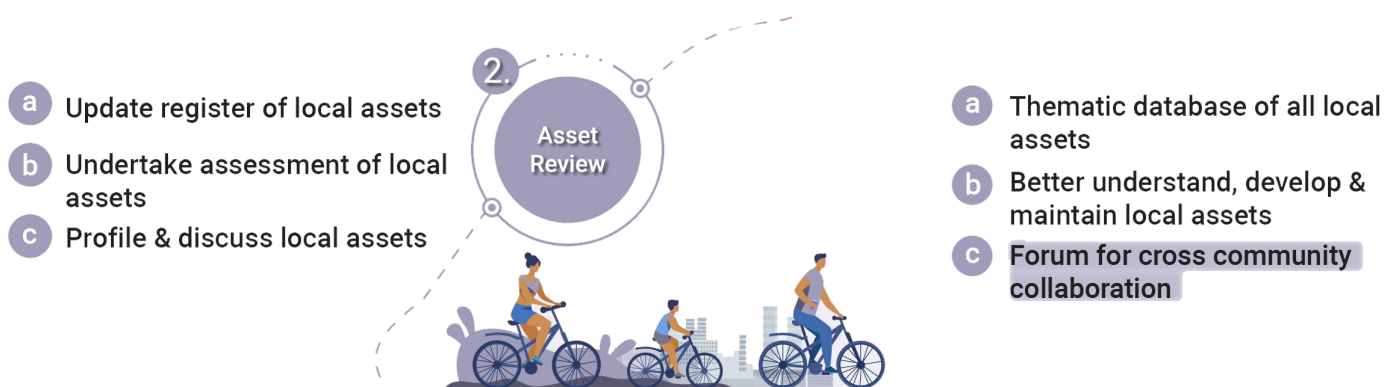 a Update register of local assets
b Undertake assessment of local
assets
c Profile & discuss local assets
2.
Asset
Review
a Thematic database of all local
assets
b Better understand, develop &
maintain local assets
c Forum for cross community
collaboration